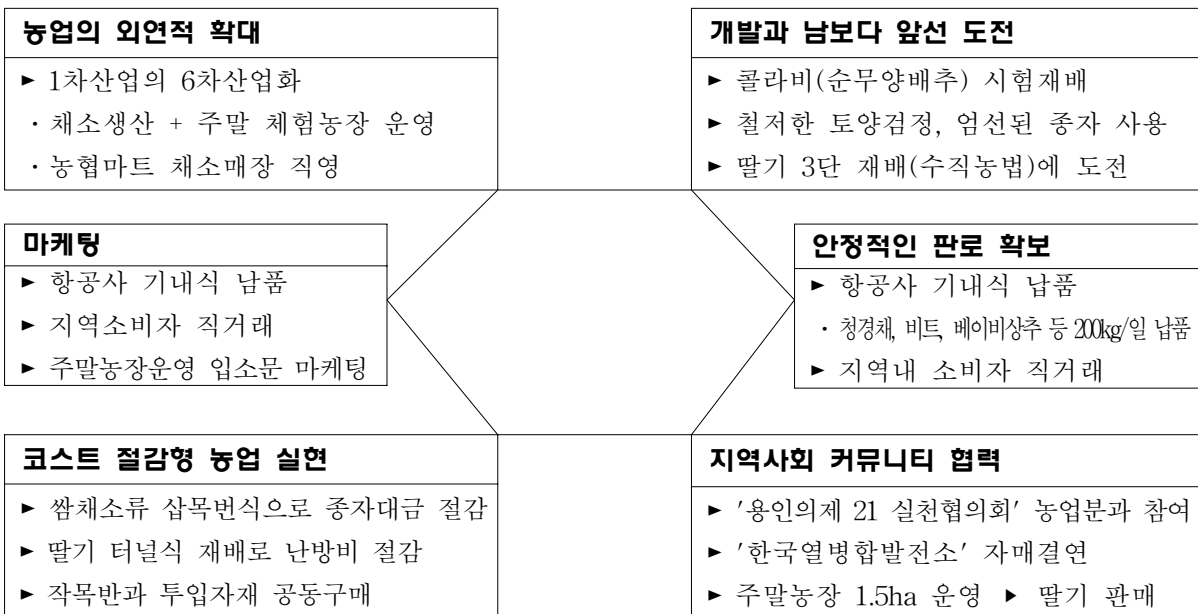 농업의 외연적 확대
► 1차산업의 6차산업화
· 채소생산 + 주말 체험농장 운영
· 농협마트 채소매장 직영
개발과 남보다 앞선 도전
► 콜라비(순무양배추) 시험재배
► 철저한 토양검정, 엄선된 종자 사용
► 딸기 3단 재배(수직농법)에 도전
마케팅
► 항공사 기내식 남품
► 지역소비자 직거래
► 주말농장운영 입소문 마케팅
안정적인 판로 확보
► 항공사 기내식 납품
· 청경채, 비트, 베이비상추 등 200kg/일 납품
► 지역내 소비자 직거래
코스트 절감형 농업 실현
► 쌈채소류 삽목번식으로 종자대금 절감
► 딸기 터널식 재배로 난방비 절감
► 작목반과 투입자재 공동구매
지역사회 커뮤니티 협력
► '용인의제 21 실천협의회' 농업분과 참여
► '한국열병합발전소' 자매결연
► 주말농장 1.5ha 운영 ▶ 딸기 판매